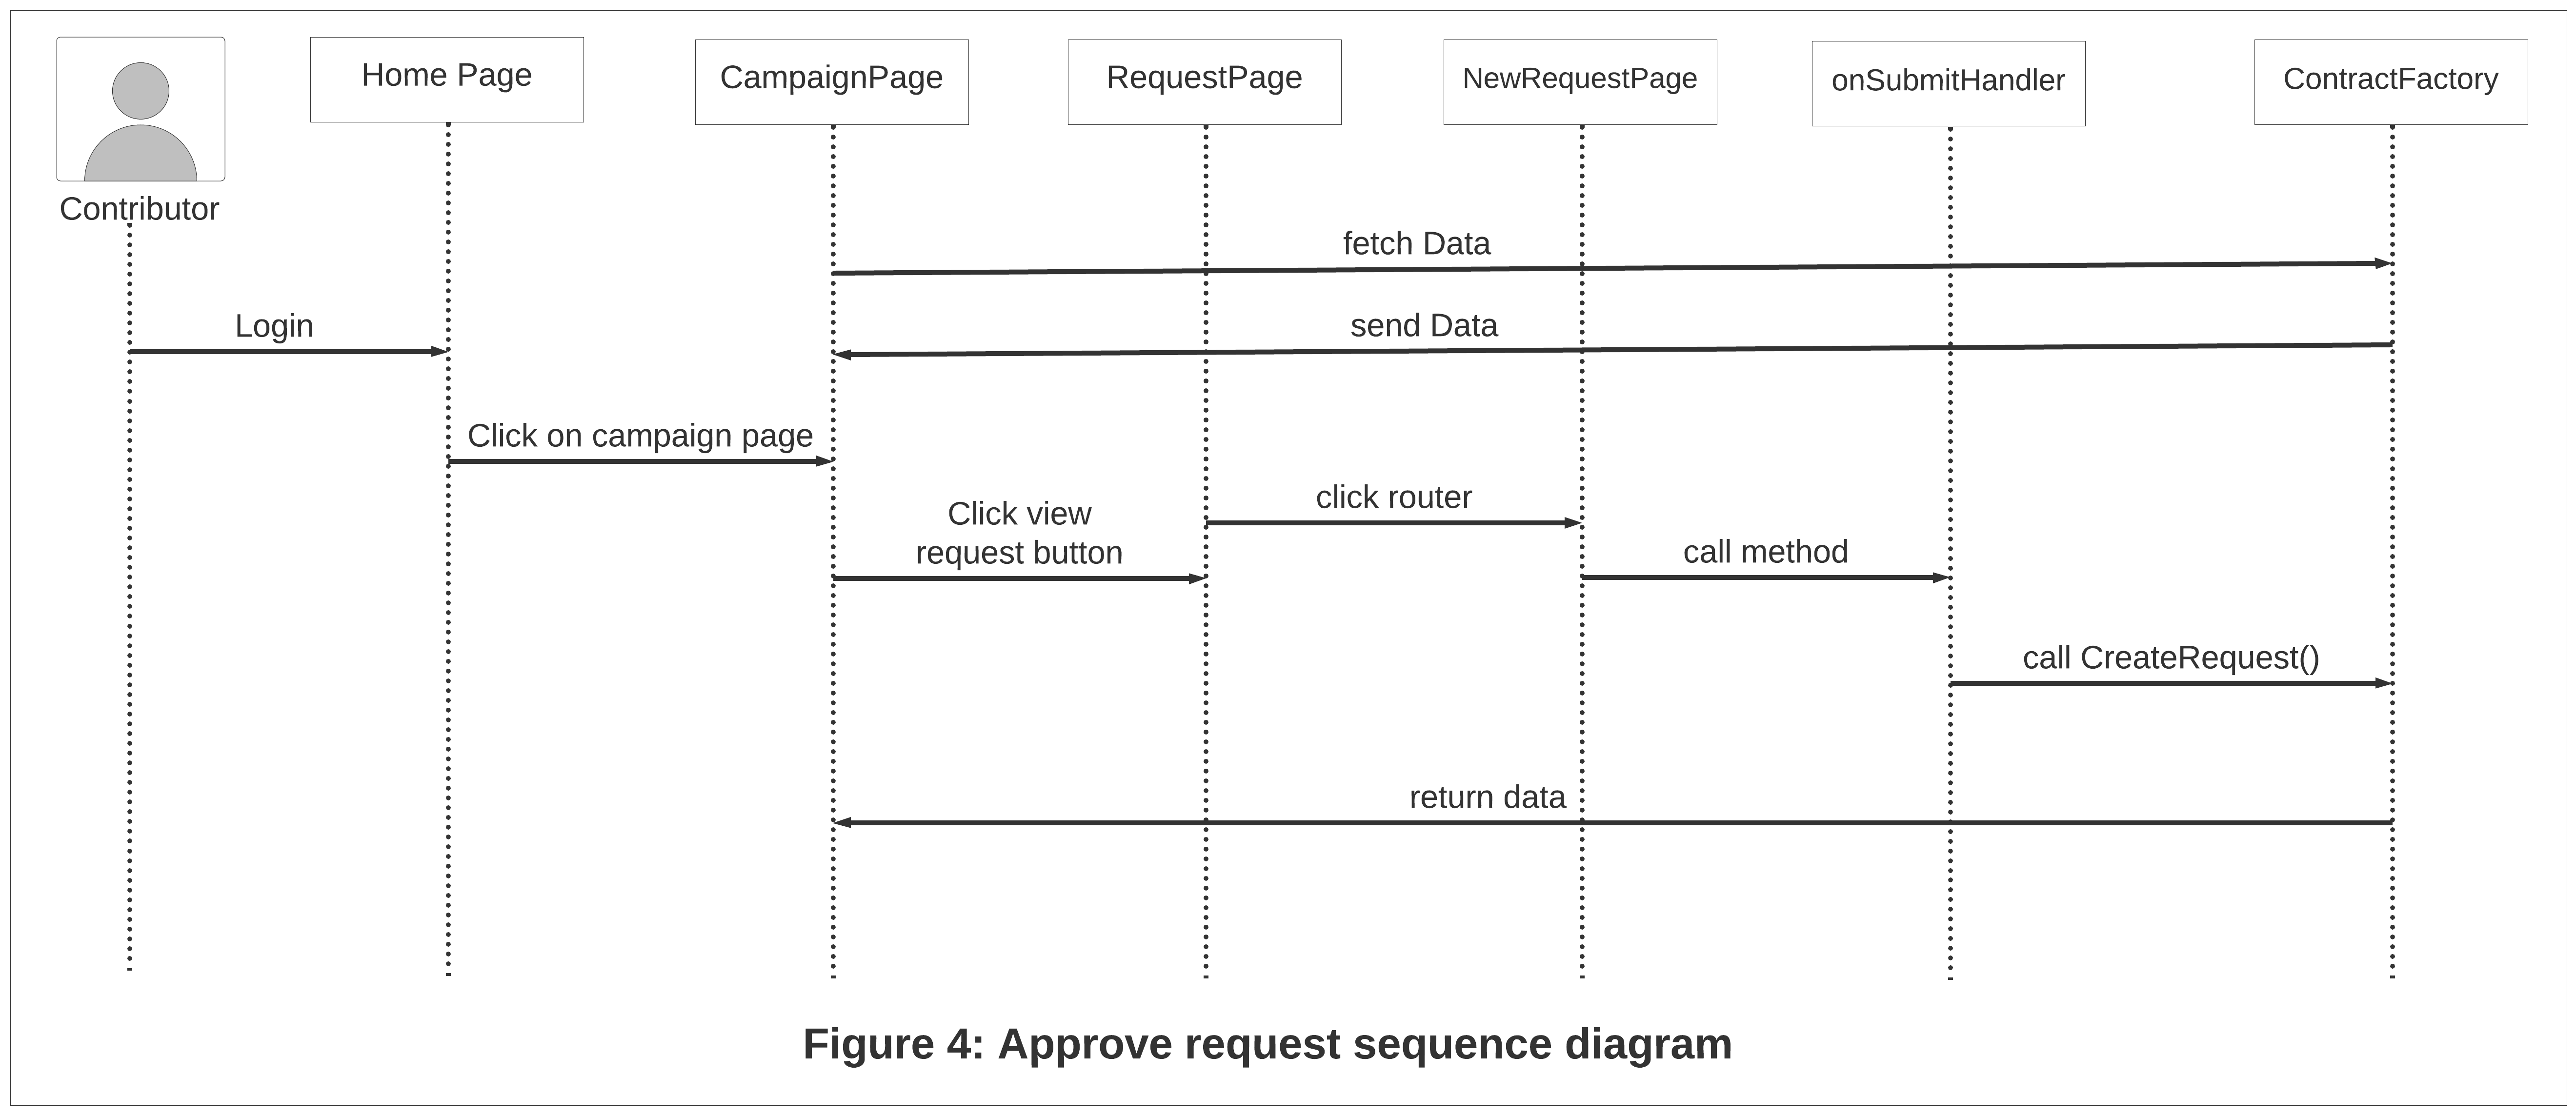 Home Page
CampaignPage
RequestPage
NewRequestPage
onSubmitHandler
ContractFactory
Contributor
fetch Data
Login
send Data
Click on campaign page
click router
Click view
request button
call method
call CreateRequest()
return data
Figure 4: Approve request sequence diagram